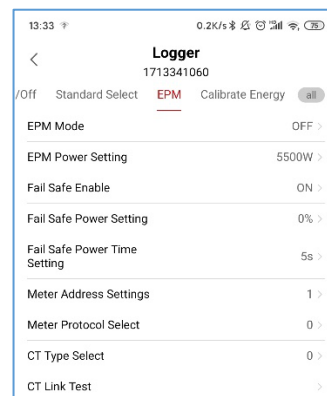 13:33 0.2K/s 75
Logger
1713341060
/Off Standard Select EPM Calibrate Energy all
EPM Mode OFF
EPM Power Setting 5500W
Fail Safe Enable ON
Fail Safe Power Setting 0%
Fail Safe Power Time
Setting 5s
Meter Address Settings 1
Meter Protocol Select 0
CT Type Select 0
CT Link Test